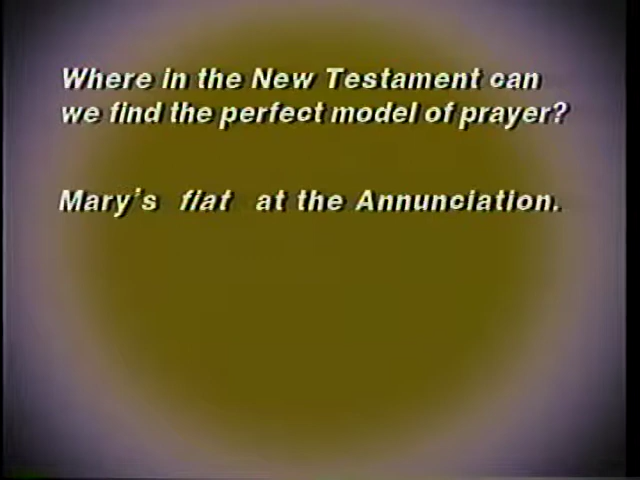 Where in the New Testament can
we find the perfect model of prayer?
Mary's fiat at the Annunciation.